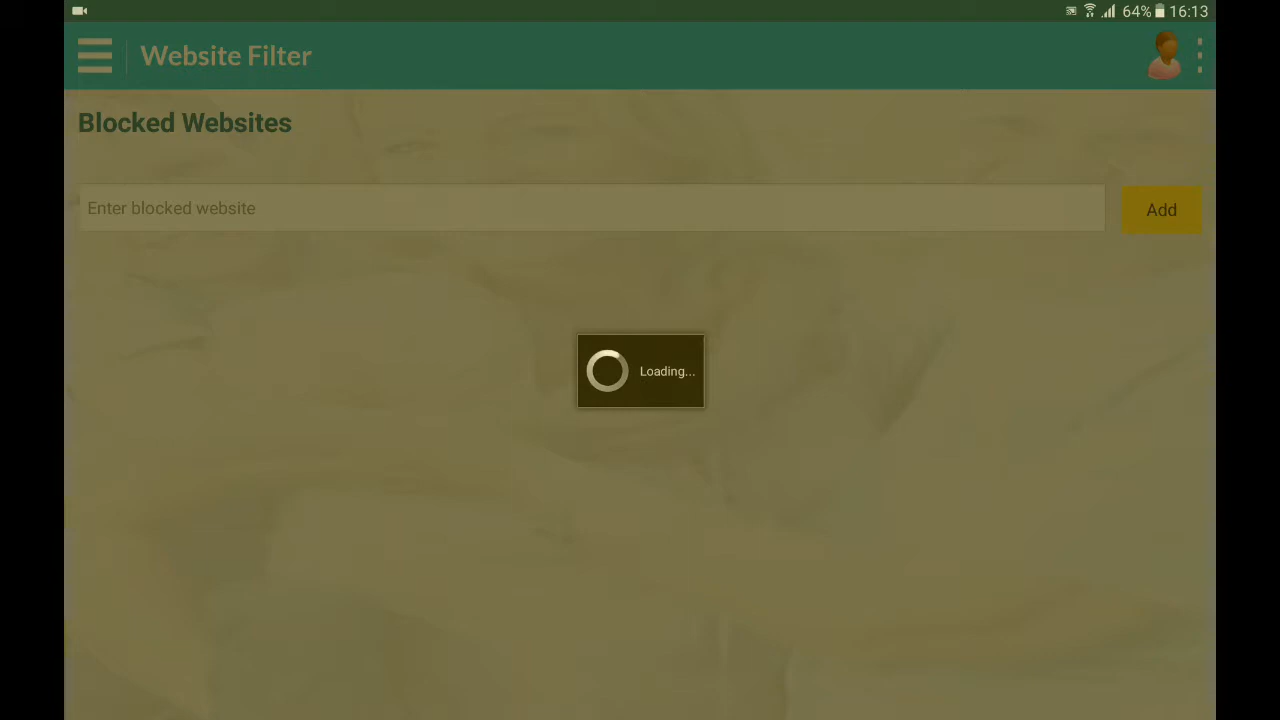 64% 16:13
Website Filter
Blocked Websites
Enter blocked website
Add
Loading...